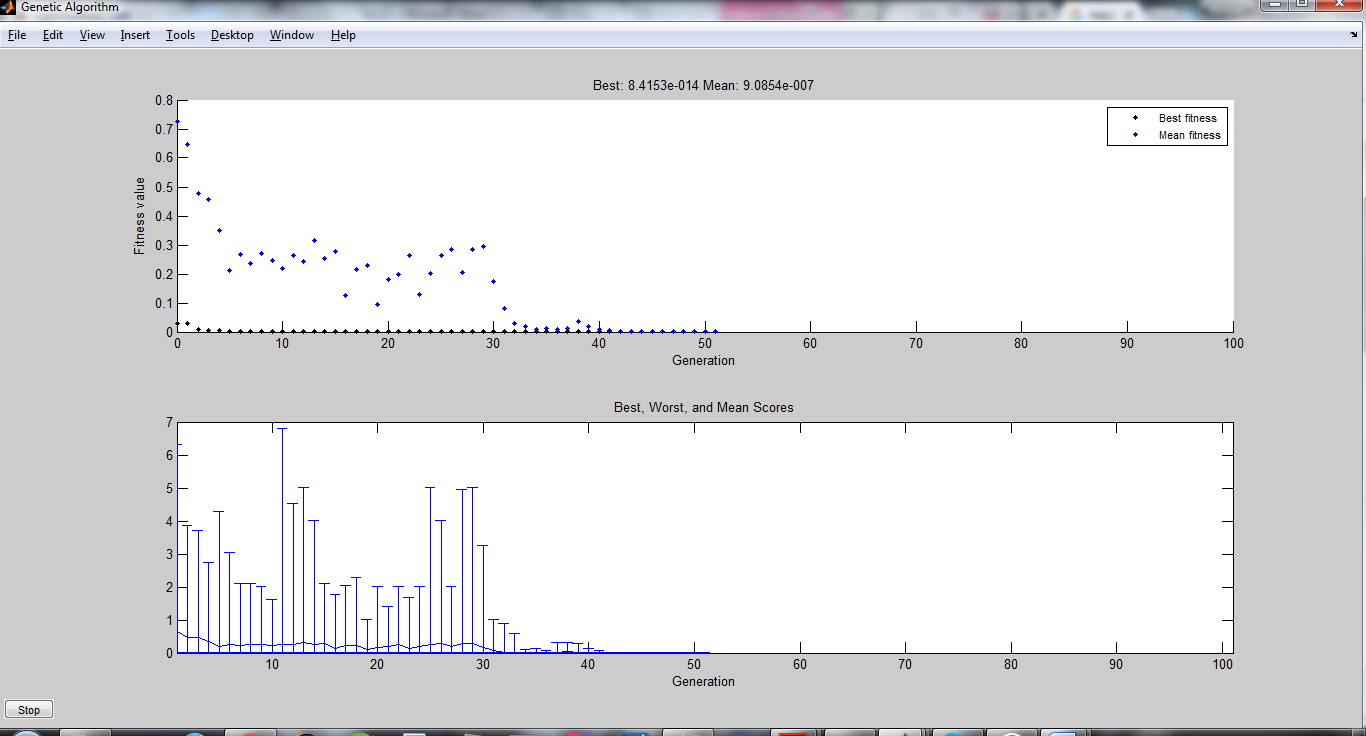 Genetic Algorithm
File Edit View Insert Tools Desktop Window Help
Best: 8.4153e-014 Mean: 9.0854e-007
0.8
0.7
0.6
0.5
0.4
0.3
0.2
0.1
0
Fitness value
Best fitness
Mean fitness
0 10 20 30 40 50 60 70 80 90 100
Generation
Best, Worst, and Mean Scores
7
6
5
4
3
2
1
0
10 20 30 40 50 60 70 80 90 100
Generation
Stop